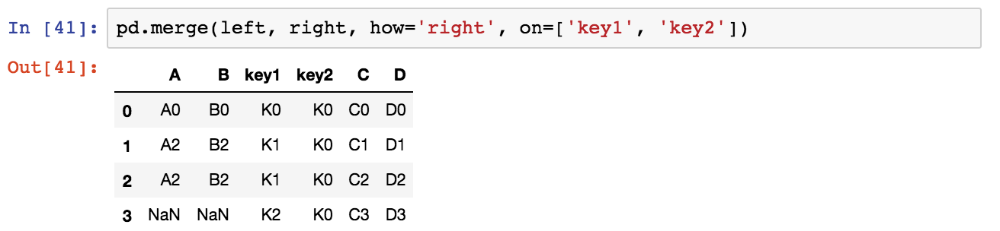 In [41]: pd.merge(left, right, how='right', on=['key1', 'key2'])
Out[41]:
A B key1 key2 C D
0 A0 B0 K0 K0 C0 D0
1 A2 B2 K1 K0 C1 D1
2 A2 B2 K1 K0 C2 D2
3 NaN NaN K2 K0 C3 D3